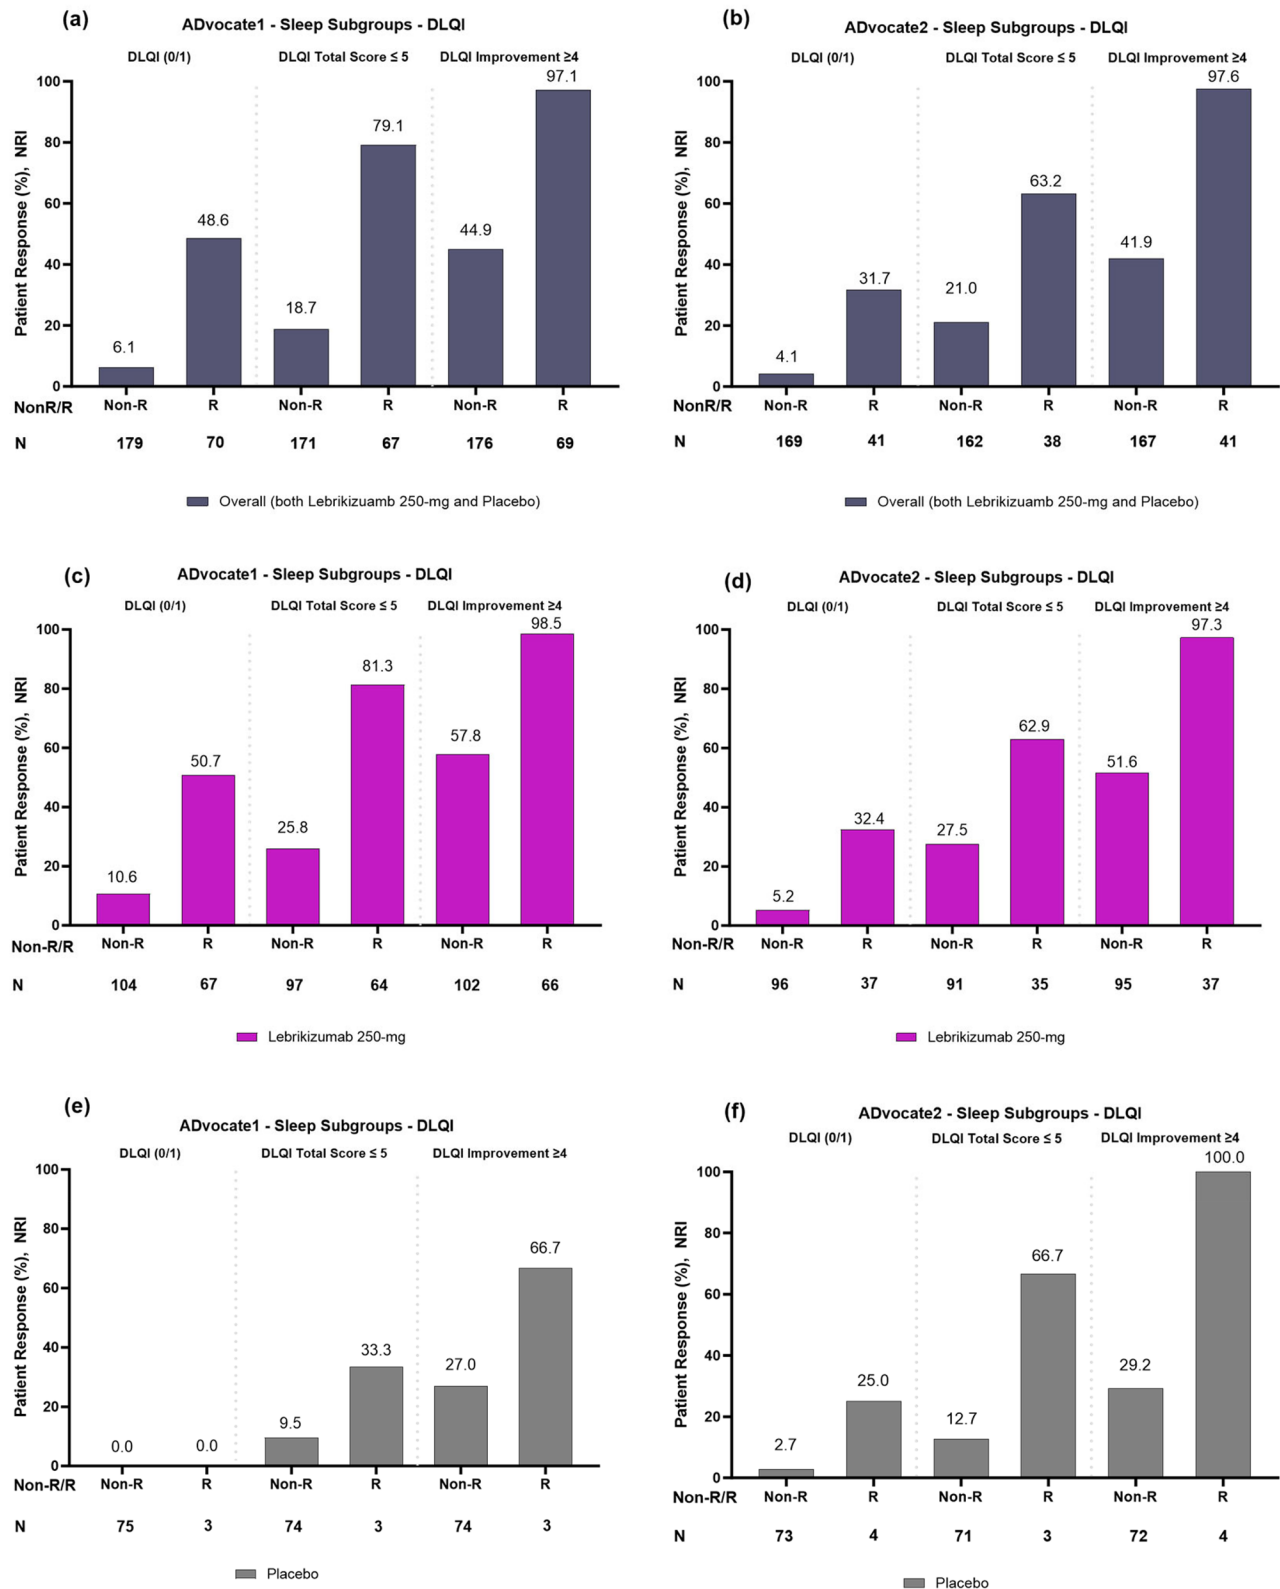 (a)
ADvocate1 - Sleep Subgroups - DLQI
DLQI (0/1) DLQI Total Score ≤ 5 DLQI Improvement ≥4
Patient Response (%), NRI
100
80
60
40
20
0
6.1
48.6
18.7
79.1
44.9
97.1
NonR/R Non-R R Non-R R Non-R R
N 179 70 171 67 176 69
Overall (both Lebrikizuamb 250-mg and Placebo)
(b)
ADvocate2 - Sleep Subgroups - DLQI
DLQI (0/1) DLQI Total Score ≤ 5 DLQI Improvement ≥4
Patient Response (%), NRI
100
80
60
40
20
0
4.1
31.7
21.0
63.2
41.9
97.6
NonR/R Non-R R Non-R R Non-R R
N 169 41 162 38 167 41
Overall (both Lebrikizuamb 250-mg and Placebo)
(c)
ADvocate1 - Sleep Subgroups - DLQI
DLQI (0/1) DLQI Total Score ≤ 5 DLQI Improvement ≥4
Patient Response (%), NRI
100
80
60
40
20
0
10.6
50.7
25.8
81.3
57.8
98.5
Non-R/R Non-R R Non-R R Non-R R
N 104 67 97 64 102 66
Lebrikizumab 250-mg
(d)
ADvocate2 - Sleep Subgroups - DLQI
DLQI (0/1) DLQI Total Score ≤ 5 DLQI Improvement ≥4
Patient Response (%), NRI
100
80
60
40
20
0
5.2
32.4
27.5
62.9
51.6
97.3
Non-R/R Non-R R Non-R R Non-R R
N 96 37 91 35 95 37
Lebrikizumab 250-mg
(e)
ADvocate1 - Sleep Subgroups - DLQI
DLQI (0/1) DLQI Total Score ≤ 5 DLQI Improvement ≥4
Patient Response (%), NRI
100
80
60
40
20
0
0.0
0.0
9.5
33.3
27.0
66.7
Non-R/R Non-R R Non-R R Non-R R
N 75 3 74 3 74 3
Placebo
(f)
ADvocate2 - Sleep Subgroups - DLQI
DLQI (0/1) DLQI Total Score ≤ 5 DLQI Improvement ≥4
Patient Response (%), NRI
100
80
60
40
20
0
2.7
25.0
12.7
66.7
29.2
100.0
Non-R/R Non-R R Non-R R Non-R R
N 73 4 71 3 72 4
Placebo